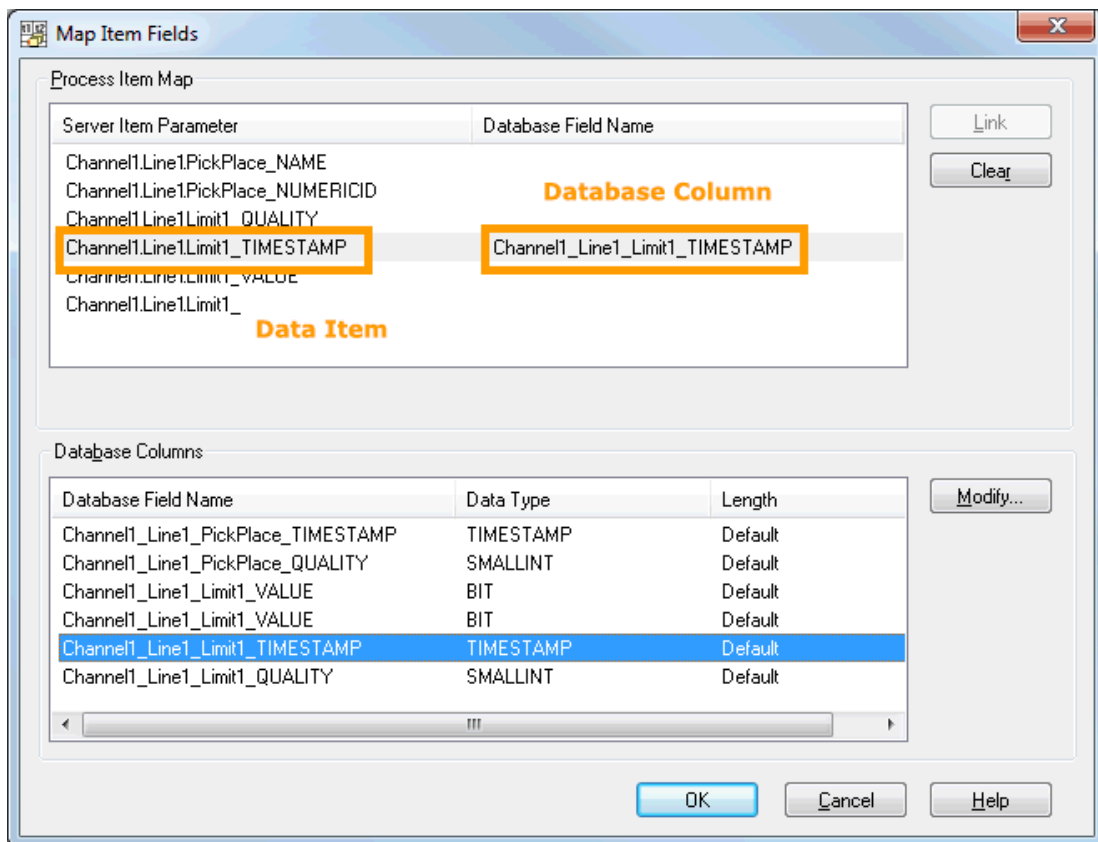 Map Item Fields
Process Item Map
Server Item Parameter Database Field Name
Link
Channel1.Line1.PickPlace_NAME
Clear
Channel1.Line1.PickPlace_NUMERICID
Database Column
Channel1.Line1.Limit1_QUALITY
Channel1.Line1.Limit1_TIMESTAMP Channel1_Line1_Limit1_TIMESTAMP
Channel1.Line1.Limit1_VALUE
Channel1.Line1.Limit1_
Data Item
Database Columns
Database Field Name Data Type Length
Modify...
Channel1_Line1_PickPlace_TIMESTAMP TIMESTAMP Default
Channel1_Line1_PickPlace_QUALITY SMALLINT Default
Channel1_Line1_Limit1_VALUE BIT Default
Channel1_Line1_Limit1_VALUE BIT Default
Channel1_Line1_Limit1_TIMESTAMP TIMESTAMP Default
Channel1_Line1_Limit1_QUALITY SMALLINT Default
OK Cancel Help